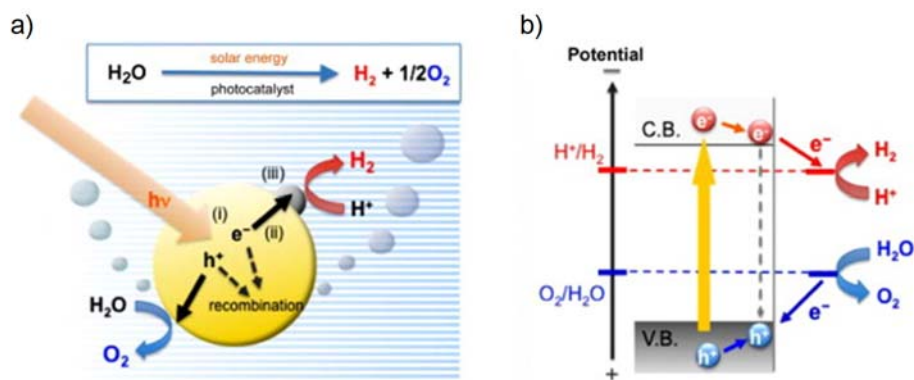 a)
solar energy
H₂O
H₂ + 1/2O₂
photocatalyst
hν
(i)
(iii)
H₂
e⁻
(ii)
H⁺
h⁺
recombination
H₂O
O₂
b)
Potential
−
C.B.
e⁻
e⁻
e⁻
H⁺/H₂
H₂
H⁺
H₂O
O₂/H₂O
O₂
e⁻
V.B.
h⁺
h⁺
+